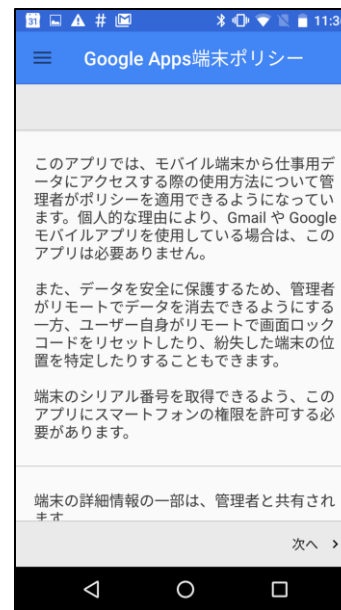 31 # 11:30
Google Apps端末ポリシー
このアプリでは、モバイル端末から仕事用デ
ータにアクセスする際の使用方法について管
理者がポリシーを適用できるようになってい
ます。個人的な理由により、Gmail や Google
モバイルアプリを使用している場合は、この
アプリは必要ありません。
また、データを安全に保護するため、管理者
がリモートでデータを消去できるようにする
一方、ユーザー自身がリモートで画面ロック
コードをリセットしたり、紛失した端末の位
置を特定したりすることもできます。
端末のシリアル番号を取得できるよう、この
アプリにスマートフォンの権限を許可する必
要があります。
端末の詳細情報の一部は、管理者と共有され
ます
次へ